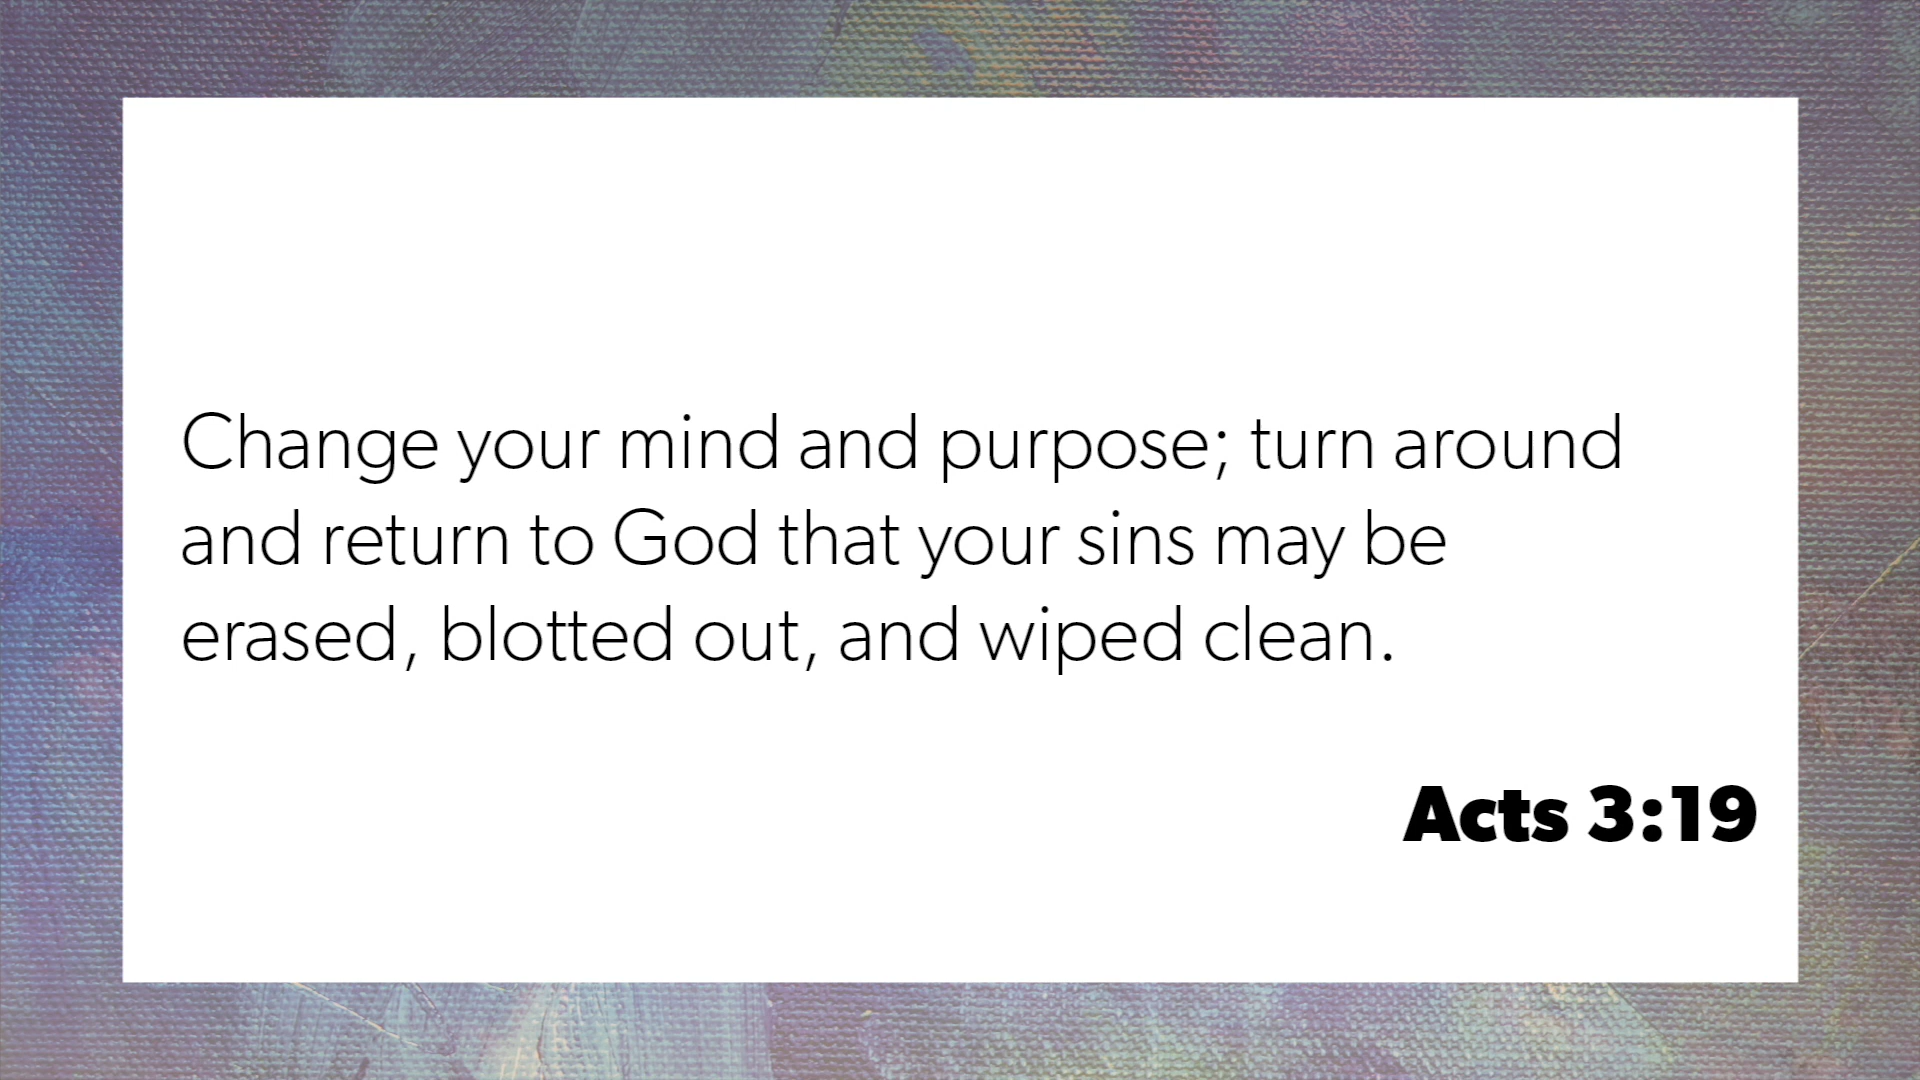 Change your mind and purpose; turn around
and return to God that your sins may be
erased, blotted out, and wiped clean.
Acts 3:19